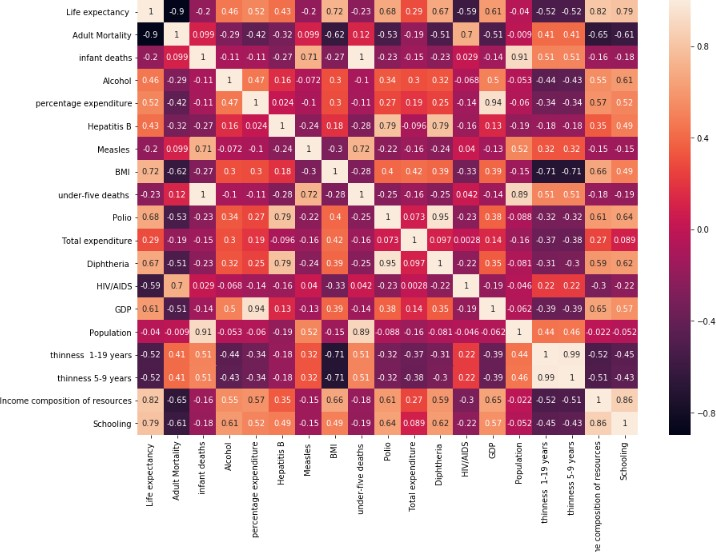 Life expectancy 1 -0.9 -0.2 0.46 0.52 0.43 -0.2 0.72 -0.23 0.68 0.29 0.67 -0.59 0.61 -0.04 -0.52 -0.52 0.82 0.79
Adult Mortality -0.9 1 0.099 -0.29 -0.42 -0.32 0.099 -0.62 0.12 -0.53 -0.19 -0.51 0.7 -0.51 -0.009 0.41 0.41 -0.65 -0.61
0.8
infant deaths -0.2 0.099 1 -0.11 -0.11 -0.27 0.71 -0.27 1 -0.23 -0.15 -0.23 0.029 -0.14 0.91 0.51 0.51 -0.16 -0.18
Alcohol 0.46 -0.29 -0.11 1 0.47 0.16 -0.072 0.3 -0.1 0.34 0.3 0.32 -0.068 0.5 -0.053 -0.44 -0.43 0.55 0.61
percentage expenditure 0.52 -0.42 -0.11 0.47 1 0.024 -0.1 0.3 -0.11 0.27 0.19 0.25 -0.14 0.94 -0.06 -0.34 -0.34 0.57 0.52
Hepatitis B 0.43 -0.32 -0.27 0.16 0.024 1 -0.24 0.18 -0.28 0.79 -0.096 0.79 -0.16 0.13 -0.19 -0.18 -0.18 0.35 0.49
0.4
Measles -0.2 0.099 0.71 -0.072 -0.1 -0.24 1 -0.3 0.72 -0.22 -0.16 -0.24 0.04 -0.13 0.52 0.32 0.32 -0.15 -0.15
BMI 0.72 -0.62 -0.27 0.3 0.3 0.18 -0.3 1 -0.28 0.4 0.42 0.39 -0.33 0.39 -0.15 -0.71 -0.71 0.66 0.49
under-five deaths -0.23 0.12 1 -0.1 -0.11 -0.28 0.72 -0.28 1 -0.25 -0.16 -0.25 0.042 -0.14 0.89 0.51 0.51 -0.18 -0.19
Polio 0.68 -0.53 -0.23 0.34 0.27 0.79 -0.22 0.4 -0.25 1 0.073 0.95 -0.23 0.38 -0.088 -0.32 -0.32 0.61 0.64
0.0
Total expenditure 0.29 -0.19 -0.15 0.3 0.19 -0.096 -0.16 0.42 -0.16 0.073 1 0.097 0.0028 0.14 -0.16 -0.37 -0.38 0.27 0.089
Diphtheria 0.67 -0.51 -0.23 0.32 0.25 0.79 -0.24 0.39 -0.25 0.95 0.097 1 -0.22 0.35 -0.081 -0.31 -0.3 0.59 0.62
HIV/AIDS -0.59 0.7 0.029 -0.068 -0.14 -0.16 0.04 -0.33 0.042 -0.23 0.0028 -0.22 1 -0.19 -0.046 0.22 0.22 -0.3 -0.22
GDP 0.61 -0.51 -0.14 0.5 0.94 0.13 -0.13 0.39 -0.14 0.38 0.14 0.35 -0.19 1 -0.062 -0.39 -0.39 0.65 0.57
−0.4
Population -0.04 -0.009 0.91 -0.053 -0.06 -0.19 0.52 -0.15 0.89 -0.088 -0.16 -0.081 -0.046 -0.062 1 0.44 0.46 -0.022 -0.052
thinness 1-19 years -0.52 0.41 0.51 -0.44 -0.34 -0.18 0.32 -0.71 0.51 -0.32 -0.37 -0.31 0.22 -0.39 0.44 1 0.99 -0.52 -0.45
thinness 5-9 years -0.52 0.41 0.51 -0.43 -0.34 -0.18 0.32 -0.71 0.51 -0.32 -0.38 -0.3 0.22 -0.39 0.46 0.99 1 -0.51 -0.43
Income composition of resources 0.82 -0.65 -0.16 0.55 0.57 0.35 -0.15 0.66 -0.18 0.61 0.27 0.59 -0.3 0.65 -0.022 -0.52 -0.51 1 0.86
−0.8
Schooling 0.79 -0.61 -0.18 0.61 0.52 0.49 -0.15 0.49 -0.19 0.64 0.089 0.62 -0.22 0.57 -0.052 -0.45 -0.43 0.86 1
Life expectancy
Adult Mortality
infant deaths
Alcohol
percentage expenditure
Hepatitis B
Measles
BMI
under-five deaths
Polio
Total expenditure
Diphtheria
HIV/AIDS
GDP
Population
thinness 1-19 years
thinness 5-9 years
me composition of resources
Schooling